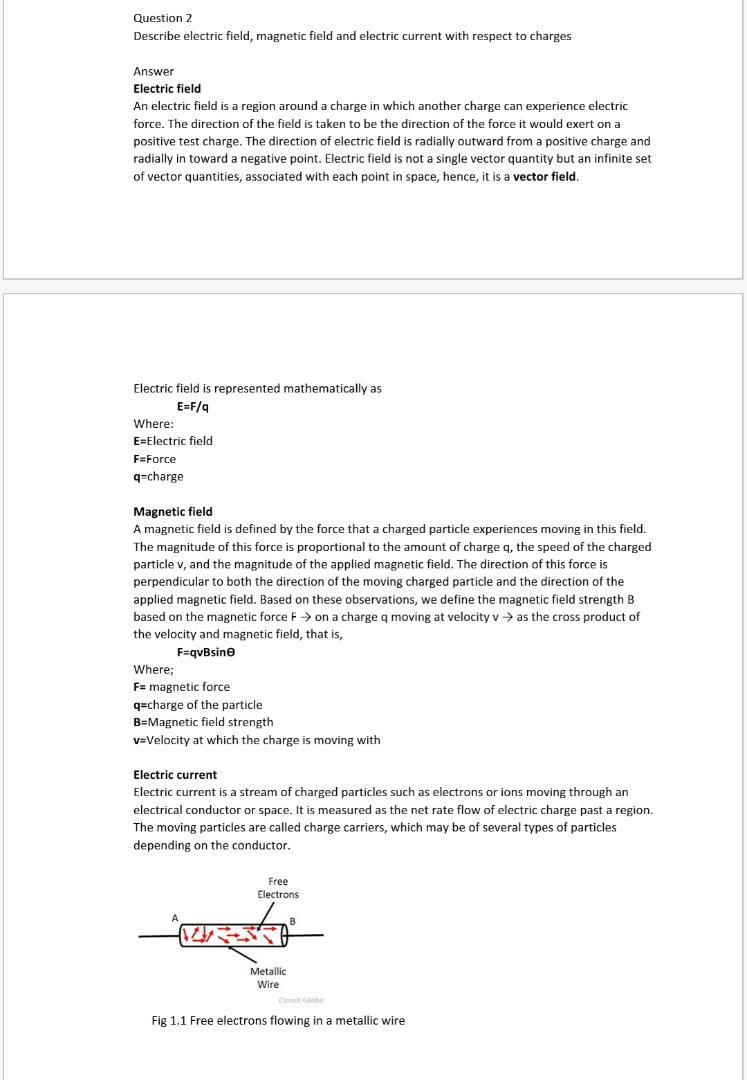 Question 2
Describe electric field, magnetic field and electric current with respect to charges
Answer
Electric field
An electric field is a region around a charge in which another charge can experience electric
force. The direction of the field is taken to be the direction of the force it would exert on a
positive test charge. The direction of electric field is radially outward from a positive charge and
radially in toward a negative point. Electric field is not a single vector quantity but an infinite set
of vector quantities, associated with each point in space, hence, it is a vector field.
Electric field is represented mathematically as
E=F/q
Where:
E=Electric field
F=Force
q=charge
Magnetic field
A magnetic field is defined by the force that a charged particle experiences moving in this field.
The magnitude of this force is proportional to the amount of charge q, the speed of the charged
particle v, and the magnitude of the applied magnetic field. The direction of this force is
perpendicular to both the direction of the moving charged particle and the direction of the
applied magnetic field. Based on these observations, we define the magnetic field strength B
based on the magnetic force F → on a charge q moving at velocity v → as the cross product of
the velocity and magnetic field, that is,
F=qvBsinɵ
Where;
F= magnetic force
q=charge of the particle
B=Magnetic field strength
v=Velocity at which the charge is moving with
Electric current
Electric current is a stream of charged particles such as electrons or ions moving through an
electrical conductor or space. It is measured as the net rate flow of electric charge past a region.
The moving particles are called charge carriers, which may be of several types of particles
depending on the conductor.
Free
Electrons
A
B
Metallic
Wire
Circuit Globe
Fig 1.1 Free electrons flowing in a metallic wire